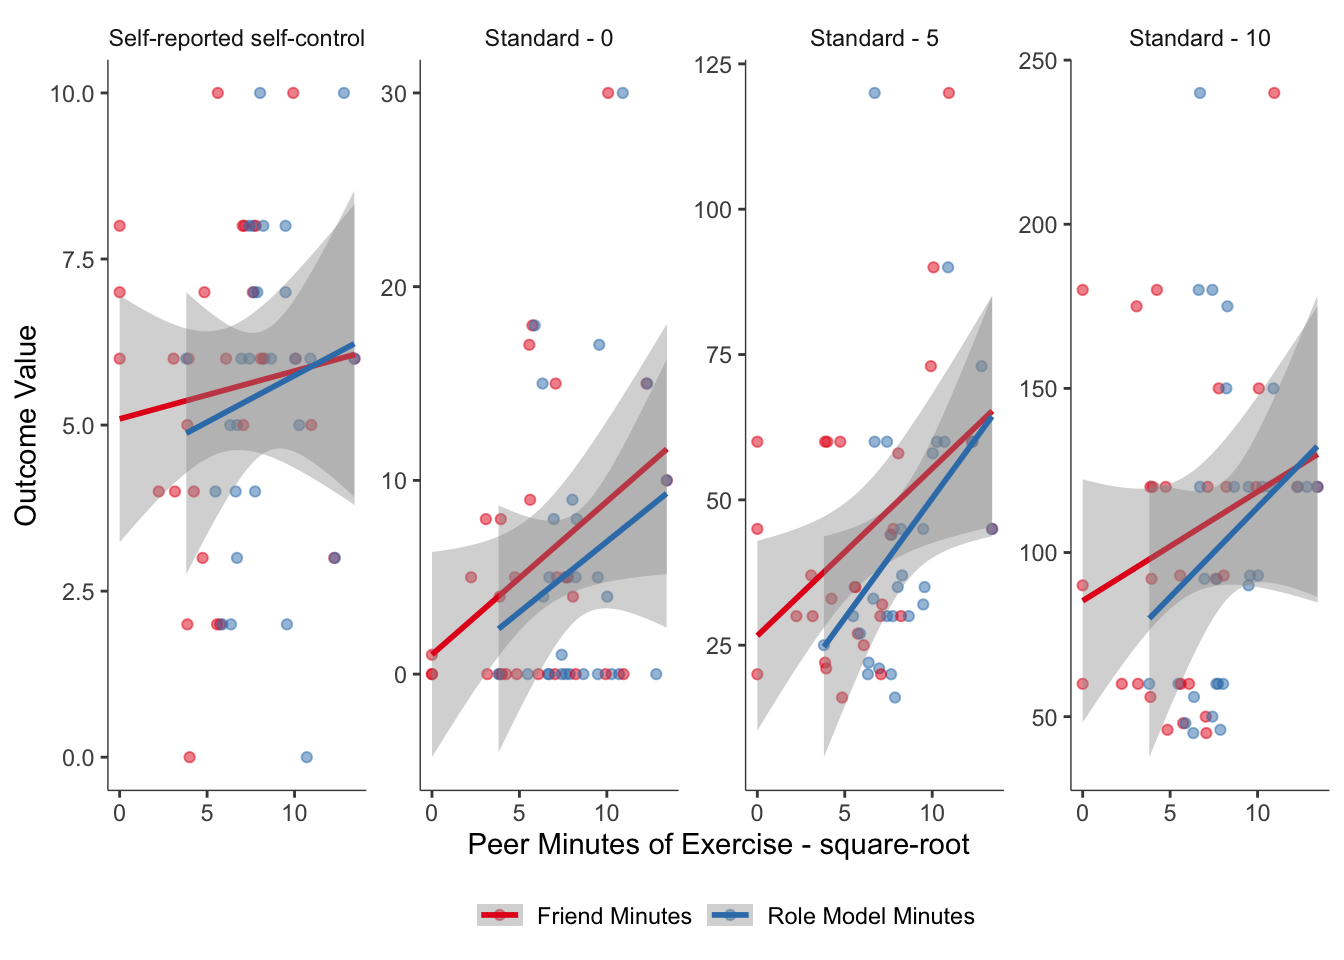 Self-reported self-control
Standard - 0
Standard - 5
Standard - 10
Outcome Value
10.0
7.5
5.0
2.5
0.0
30
20
10
0
125
100
75
50
25
250
200
150
100
50
0 5 10
0 5 10
0 5 10
0 5 10
Peer Minutes of Exercise - square-root
Friend Minutes
Role Model Minutes